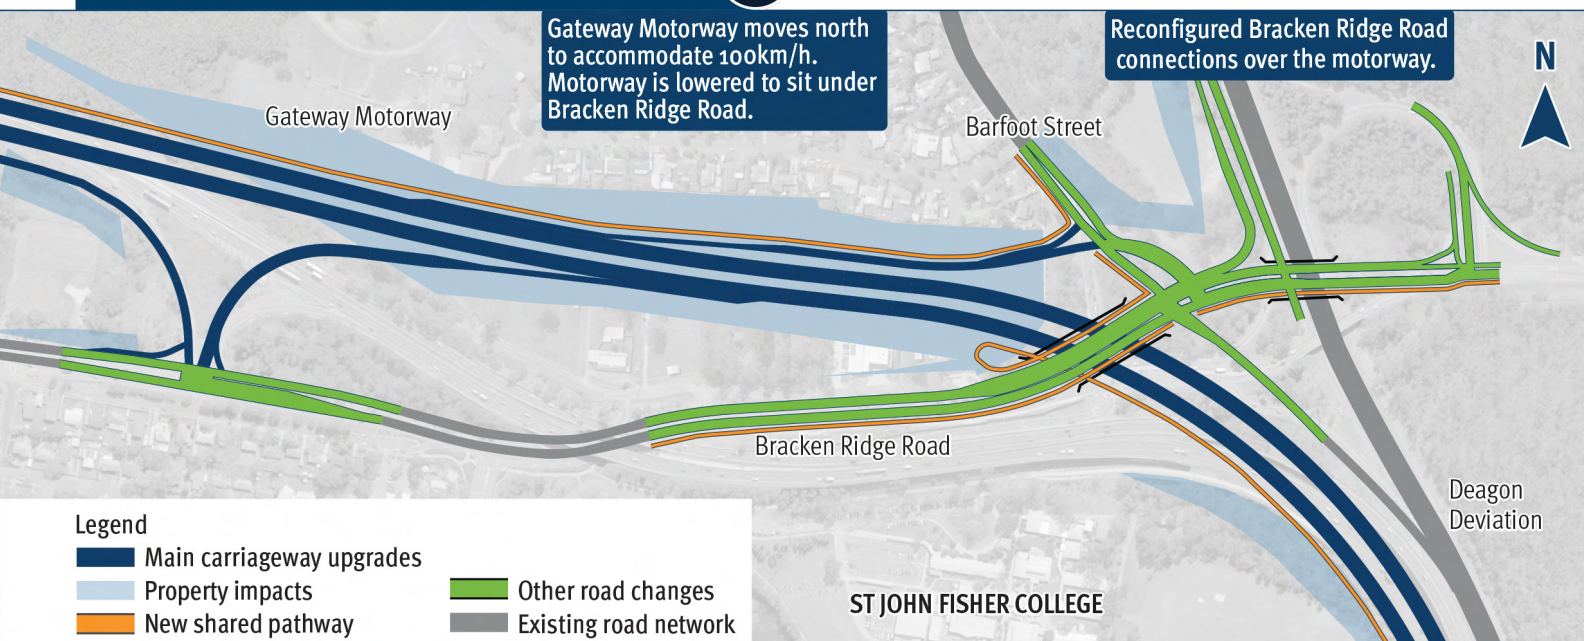 Gateway Motorway moves north
to accommodate 100km/h.
Motorway is lowered to sit under
Bracken Ridge Road.
Reconfigured Bracken Ridge Road
connections over the motorway.
N
Gateway Motorway
Barfoot Street
Bracken Ridge Road
Deagon
Deviation
ST JOHN FISHER COLLEGE
Legend
Main carriageway upgrades
Property impacts
New shared pathway
Other road changes
Existing road network